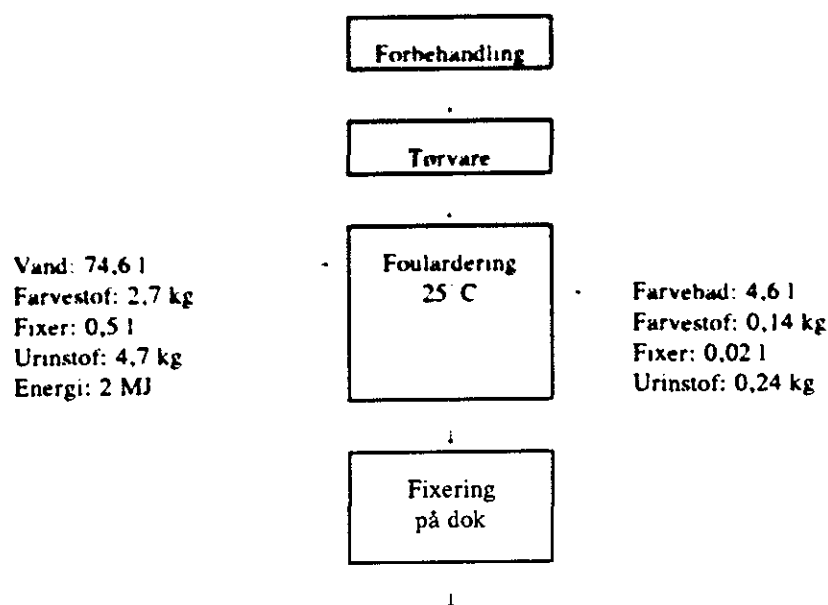 Forbehandling
Tørvare
Vand: 74,6 l
Farvestof: 2,7 kg
Fixer: 0,5 l
Urinstof: 4,7 kg
Energi: 2 MJ
Foulardering
25° C
Farvebad: 4,6 l
Farvestof: 0,14 kg
Fixer: 0,02 l
Urinstof: 0,24 kg
Fixering
på dok